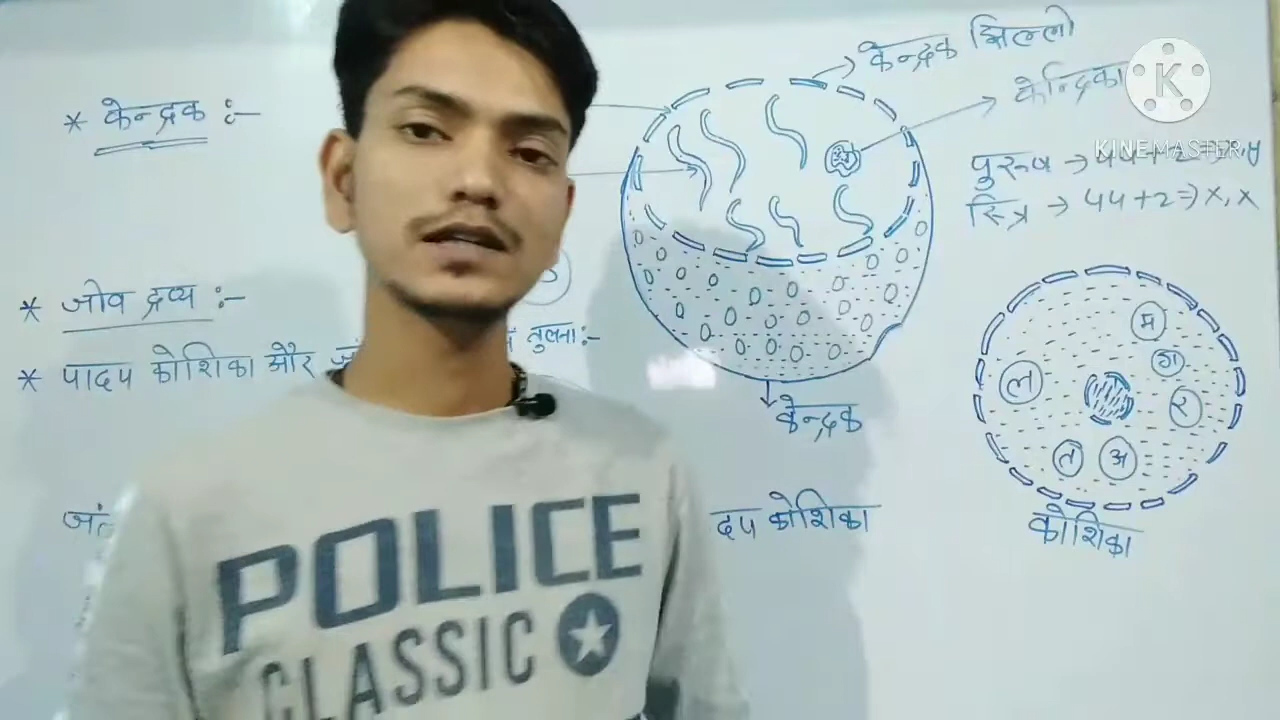 * केन्द्रक :-
केन्द्रक झिल्ली
केन्द्रिका
K
KINEMASTER
पुरुष → 44+2
स्त्रि → 44+2 ⇒ X, X
* जीव द्रव्य :-
* पादप कोशिका और
तुलना:-
केन्द्रक
म
गा
ल
र
त
अ
दप कोशिका
कोशिका
POLICE
CLASSIC